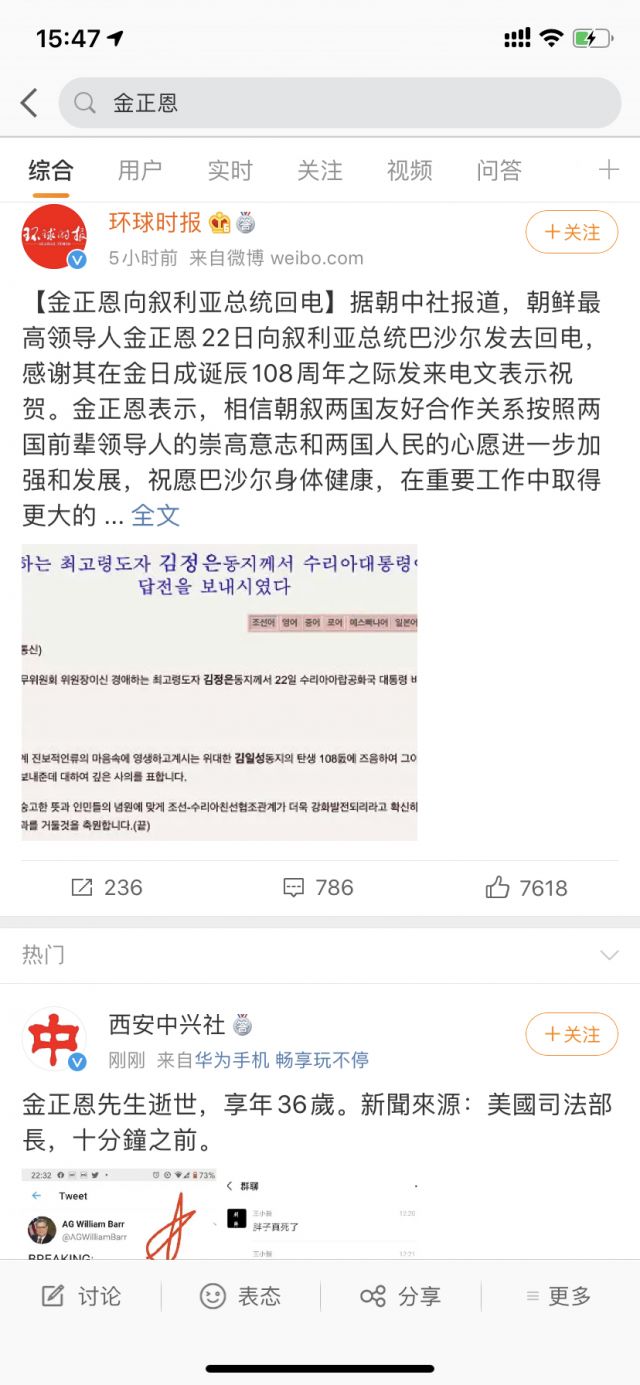 15:47
金正恩
综合 用户 实时 关注 视频 问答
环球时报
环球时报
5小时前 来自微博 weibo.com
+关注
【金正恩向叙利亚总统回电】据朝中社报道，朝鲜最
高领导人金正恩22日向叙利亚总统巴沙尔发去回电，
感谢其在金日成诞辰108周年之际发来电文表示祝
贺。金正恩表示，相信朝叙两国友好合作关系按照两
国前辈领导人的崇高意志和两国人民的心愿进一步加
强和发展，祝愿巴沙尔身体健康，在重要工作中取得
更大的 ... 全文
하는 최고령도자 김정은동지께서 수리아대통령
답전을 보내시였다
조선어 영어 중어 로어 에스빠냐어 일본어
통신)
무위원회 위원장이신 경애하는 최고령도자 김정은동지께서 22일 수리아아랍공화국 대통령
계 진보적인류의 마음속에 영생하고계시는 위대한 김일성동지의 탄생 108돐에 즈음하여 그이
보내준데 대하여 깊은 사의를 표합니다.
숭고한 뜻과 인민들의 념원에 맞게 조선-수리아친선협조관계가 더욱 강화발전되리라고 확신하
과를 거둘것을 축원합니다.(끝)
236 786 7618
热门
中
西安中兴社
刚刚 来自华为手机 畅享玩不停
+关注
金正恩先生逝世，享年36歲。新聞來源：美國司法部
長，十分鐘之前。
22:32 73%
Tweet
AG William Barr
@AGWilliamBarr
BREAKING:
群聊
王小振 12:20
胖子真死了
12:21
讨论 表态 分享 更多